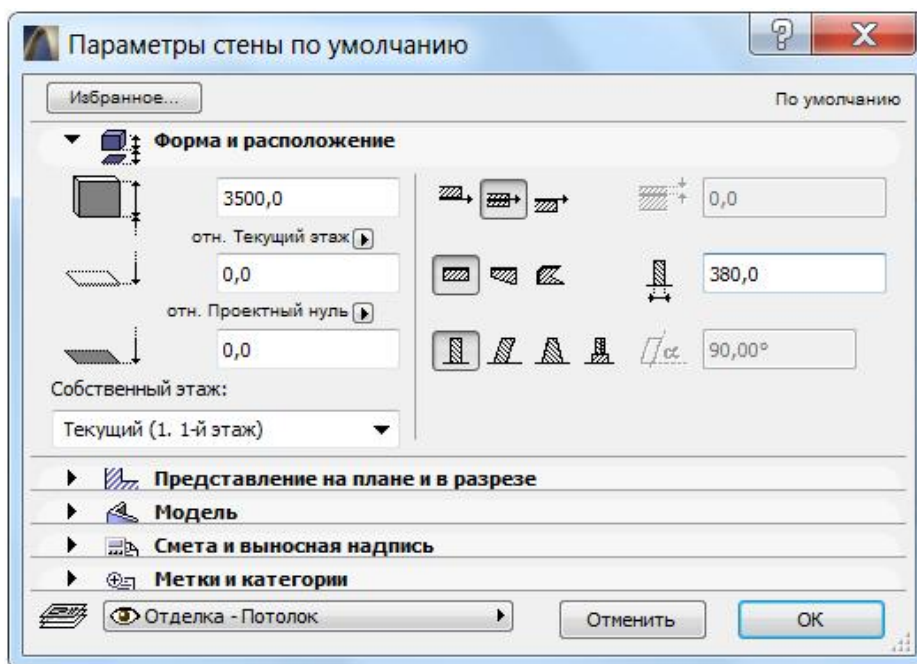 Параметры стены по умолчанию
Избранное... По умолчанию
Форма и расположение
3500,0 0,0
отн. Текущий этаж
0,0 380,0
отн. Проектный нуль
0,0 α 90,00°
Собственный этаж:
Текущий (1. 1-й этаж)
Представление на плане и в разрезе
Модель
Смета и выносная надпись
Метки и категории
Отделка - Потолок Отменить ОК